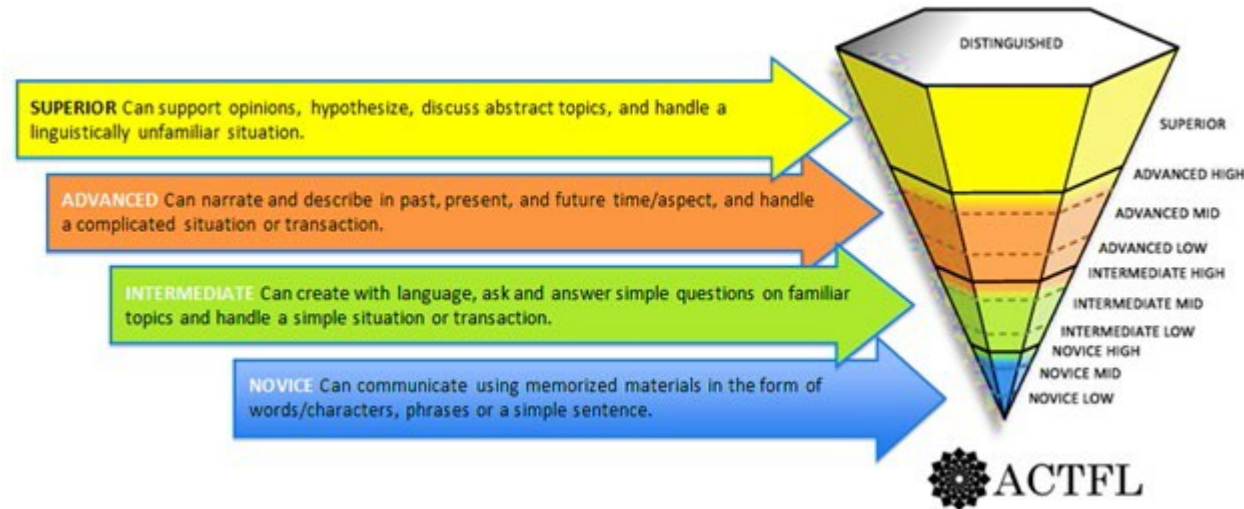 DISTINGUISHED
SUPERIOR Can support opinions, hypothesize, discuss abstract topics, and handle a
linguistically unfamiliar situation.
ADVANCED Can narrate and describe in past, present, and future time/aspect, and handle
a complicated situation or transaction.
INTERMEDIATE Can create with language, ask and answer simple questions on familiar
topics and handle a simple situation or transaction.
NOVICE Can communicate using memorized materials in the form of
words/characters, phrases or a simple sentence.
SUPERIOR
ADVANCED HIGH
ADVANCED MID
ADVANCED LOW
INTERMEDIATE HIGH
INTERMEDIATE MID
INTERMEDIATE LOW
NOVICE HIGH
NOVICE MID
NOVICE LOW
ACTFL